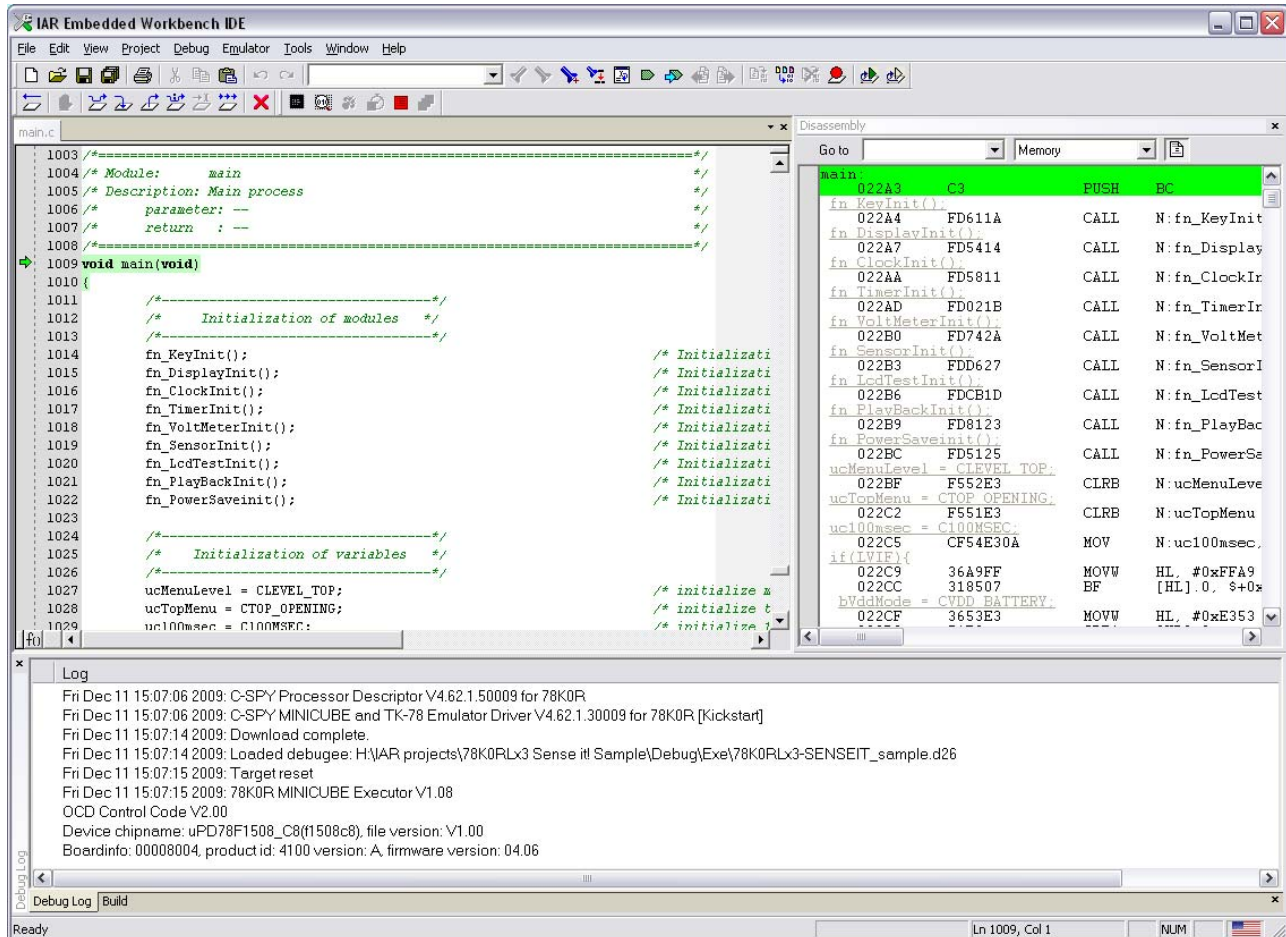 IAR Embedded Workbench IDE
File Edit View Project Debug Emulator Tools Window Help
main.c
1003 /*==========================================================================*/
1004 /* Module: main */
1005 /* Description: Main process */
1006 /* parameter: -- */
1007 /* return : -- */
1008 /*==========================================================================*/
1009 void main(void)
1010 {
1011 /*---------------------------------*/
1012 /* Initialization of modules */
1013 /*---------------------------------*/
1014 fn_KeyInit(); /* Initializati
1015 fn_DisplayInit(); /* Initializati
1016 fn_ClockInit(); /* Initializati
1017 fn_TimerInit(); /* Initializati
1018 fn_VoltMeterInit(); /* Initializati
1019 fn_SensorInit(); /* Initializati
1020 fn_LcdTestInit(); /* Initializati
1021 fn_PlayBackInit(); /* Initializati
1022 fn_PowerSaveinit(); /* Initializati
1023
1024 /*---------------------------------*/
1025 /* Initialization of variables */
1026 /*---------------------------------*/
1027 ucMenuLevel = CLEVEL_TOP; /* initialize m
1028 ucTopMenu = CTOP_OPENING; /* initialize t
1029 uc100msec = C100MSEC; /* initialize 1
f0
Disassembly
Go to Memory
main:
022A3 C3 PUSH BC
fn_KeyInit();
022A4 FD611A CALL N:fn_KeyInit
fn_DisplayInit();
022A7 FD5414 CALL N:fn_Display
fn_ClockInit();
022AA FD5811 CALL N:fn_ClockIn
fn_TimerInit();
022AD FD021B CALL N:fn_TimerIn
fn_VoltMeterInit();
022B0 FD742A CALL N:fn_VoltMet
fn_SensorInit();
022B3 FDD627 CALL N:fn_SensorI
fn_LcdTestInit();
022B6 FDCB1D CALL N:fn_LcdTest
fn_PlayBackInit();
022B9 FD8123 CALL N:fn_PlayBac
fn_PowerSaveinit();
022BC FD5125 CALL N:fn_PowerSa
ucMenuLevel = CLEVEL_TOP;
022BF F552E3 CLRB N:ucMenuLeve
ucTopMenu = CTOP_OPENING;
022C2 F551E3 CLRB N:ucTopMenu
uc100msec = C100MSEC;
022C5 CF54E30A MOV N:uc100msec,
if(LVIF){
022C9 36A9FF MOVW HL, #0xFFA9
022CC 318507 BF [HL].0, $+0x
bVddMode = CVDD_BATTERY;
022CF 3653E3 MOVW HL, #0xE353
Log
Fri Dec 11 15:07:06 2009: C-SPY Processor Descriptor V4.62.1.50009 for 78K0R
Fri Dec 11 15:07:06 2009: C-SPY MINICUBE and TK-78 Emulator Driver V4.62.1.30009 for 78K0R [Kickstart]
Fri Dec 11 15:07:14 2009: Download complete.
Fri Dec 11 15:07:14 2009: Loaded debugee: H:\IAR projects\78K0RLx3 Sense it! Sample\Debug\Exe\78K0RLx3-SENSEIT_sample.d26
Fri Dec 11 15:07:15 2009: Target reset
Fri Dec 11 15:07:15 2009: 78K0R MINICUBE Executor V1.08
OCD Control Code V2.00
Device chipname: uPD78F1508_C8(f1508c8), file version: V1.00
Boardinfo: 00008004, product id: 4100 version: A, firmware version: 04.06
Debug Log
Debug Log Build
Ready Ln 1009, Col 1 NUM